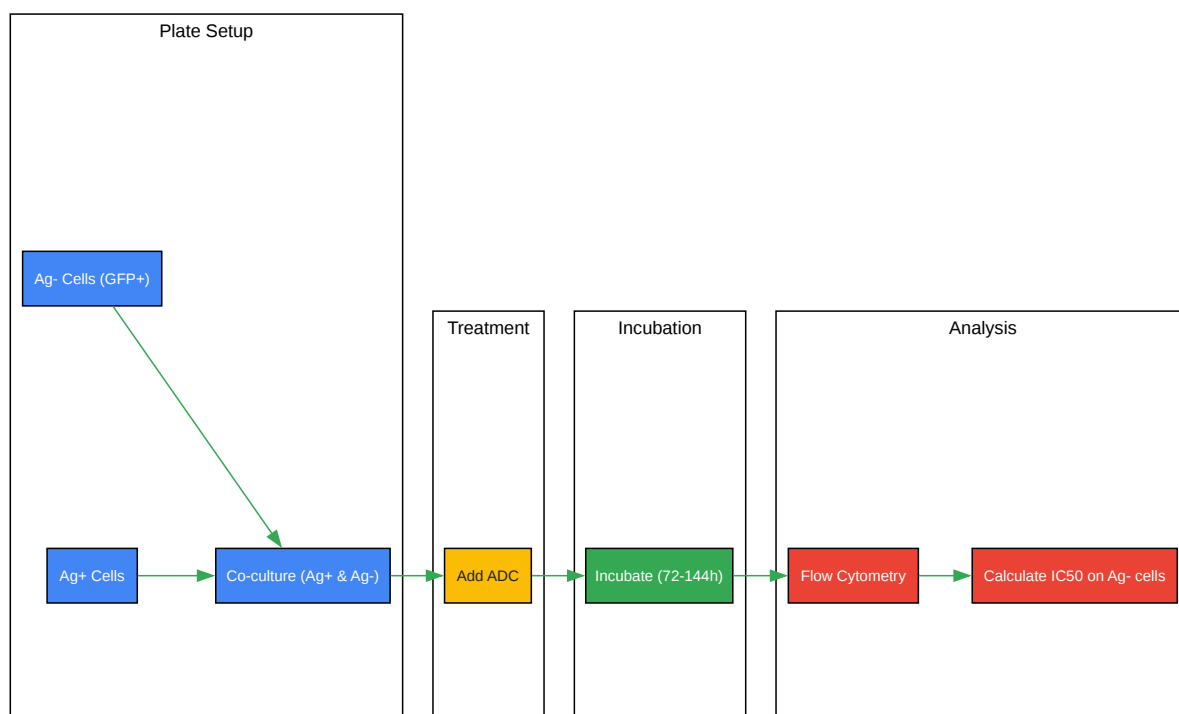 Plate Setup
Ag- Cells (GFP+)
Treatment
Incubation
Analysis
Ag+ Cells
Co-culture (Ag+ & Ag-)
Add ADC
Incubate (72-144h)
Flow Cytometry
Calculate IC50 on Ag- cells